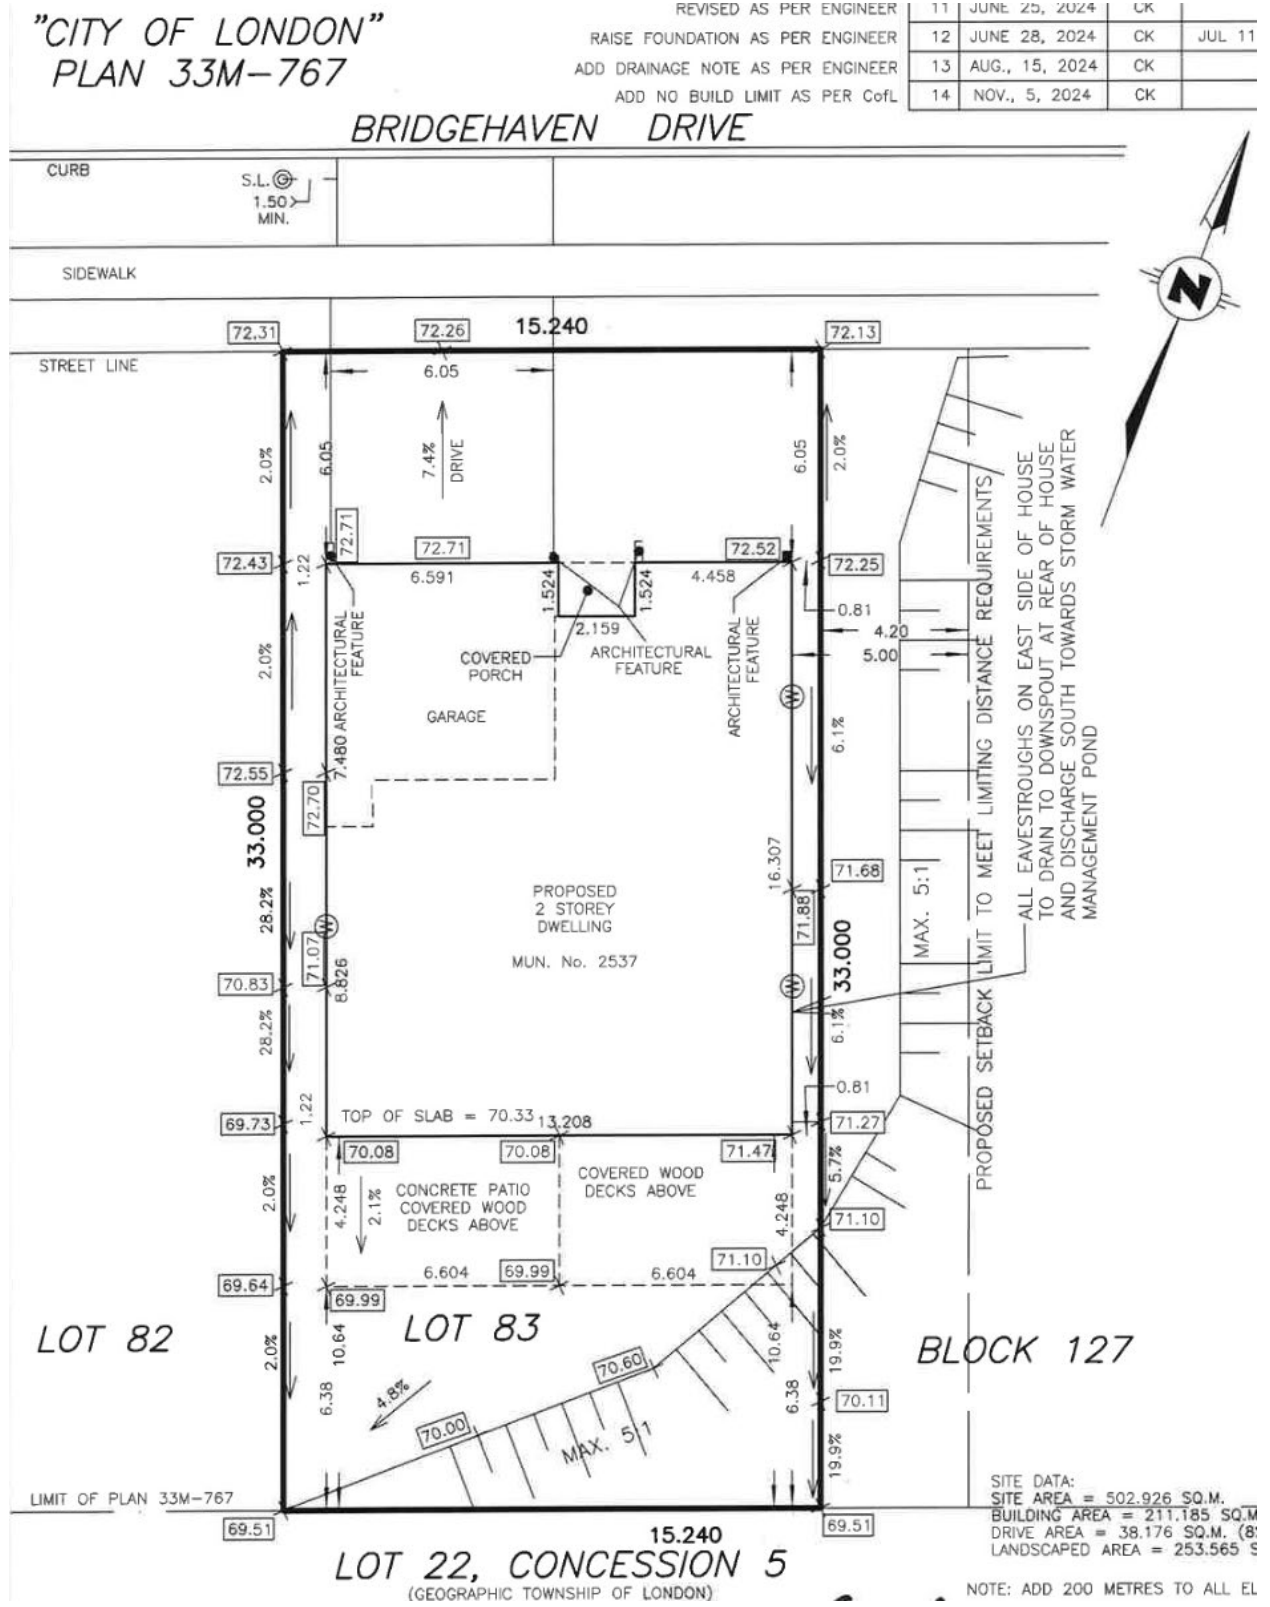 "CITY OF LONDON"
PLAN 33M-767
REVISED AS PER ENGINEER 11 JUNE 25, 2024 CK
RAISE FOUNDATION AS PER ENGINEER 12 JUNE 28, 2024 CK JUL 11
ADD DRAINAGE NOTE AS PER ENGINEER 13 AUG., 15, 2024 CK
ADD NO BUILD LIMIT AS PER CofL 14 NOV., 5, 2024 CK
BRIDGEHAVEN DRIVE
CURB
S.L.
1.50
MIN.
N
SIDEWALK
72.31
72.26
15.240
72.13
STREET LINE
6.05
2.0%
6.05
7.4%
DRIVE
6.05
2.0%
72.43
1.22
72.71
72.71
72.52
72.25
6.591
1.524
1.524
4.458
0.81
2.159
4.20
5.00
2.0%
7.480
ARCHITECTURAL
FEATURE
COVERED
PORCH
ARCHITECTURAL
FEATURE
ARCHITECTURAL
FEATURE
GARAGE
W
6.1%
72.55
72.70
33.000
16.307
71.68
28.2%
W
71.07
PROPOSED
2 STOREY
DWELLING
MUN. No. 2537
71.88
33.000
MAX. 5:1
PROPOSED SETBACK LIMIT TO MEET LIMITING DISTANCE REQUIREMENTS
ALL EAVESTROUGHS ON EAST SIDE OF HOUSE
TO DRAIN TO DOWNSPOUT AT REAR OF HOUSE
AND DISCHARGE SOUTH TOWARDS STORM WATER
MANAGEMENT POND
70.83
8.826
W
28.2%
6.1%
1.22
0.81
69.73
TOP OF SLAB = 70.33
13.208
71.27
70.08
70.08
71.47
2.0%
4.248
2.1%
CONCRETE PATIO
COVERED WOOD
DECKS ABOVE
COVERED WOOD
DECKS ABOVE
4.248
5.7%
71.10
71.10
69.64
6.604
69.99
6.604
69.99
LOT 82
LOT 83
BLOCK 127
2.0%
10.64
10.64
19.9%
70.60
4.8%
6.38
6.38
70.11
70.00
MAX. 5:1
19.9%
LIMIT OF PLAN 33M-767
69.51
15.240
69.51
SITE DATA:
SITE AREA = 502.926 SQ.M.
BUILDING AREA = 211.185 SQ.M
DRIVE AREA = 38.176 SQ.M. (8
LANDSCAPED AREA = 253.565 S
LOT 22, CONCESSION 5
(GEOGRAPHIC TOWNSHIP OF LONDON)
NOTE: ADD 200 METRES TO ALL EL